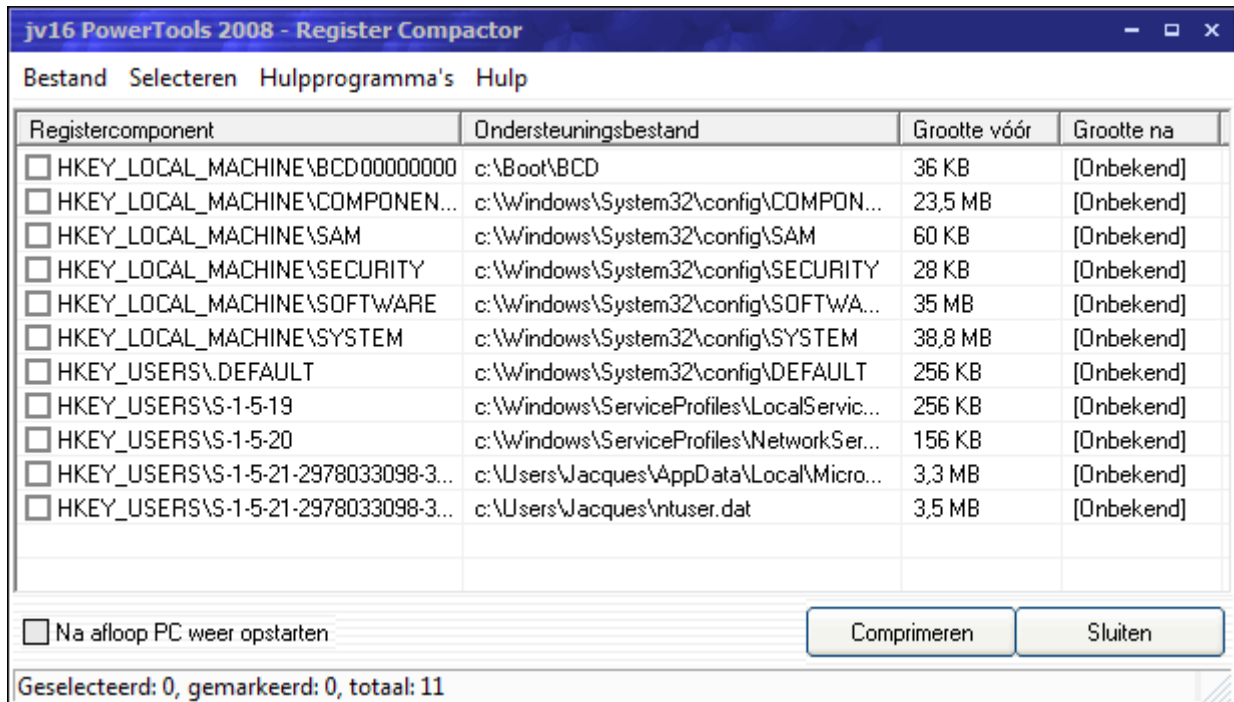 jv16 PowerTools 2008 - Register Compactor
Bestand Selecteren Hulpprogramma's Hulp
Registercomponent Ondersteuningsbestand Grootte vóór Grootte na
HKEY_LOCAL_MACHINE\BCD00000000 c:\Boot\BCD 36 KB [Onbekend]
HKEY_LOCAL_MACHINE\COMPONEN... c:\Windows\System32\config\COMPON... 23,5 MB [Onbekend]
HKEY_LOCAL_MACHINE\SAM c:\Windows\System32\config\SAM 60 KB [Onbekend]
HKEY_LOCAL_MACHINE\SECURITY c:\Windows\System32\config\SECURITY 28 KB [Onbekend]
HKEY_LOCAL_MACHINE\SOFTWARE c:\Windows\System32\config\SOFTWA... 35 MB [Onbekend]
HKEY_LOCAL_MACHINE\SYSTEM c:\Windows\System32\config\SYSTEM 38,8 MB [Onbekend]
HKEY_USERS\.DEFAULT c:\Windows\System32\config\DEFAULT 256 KB [Onbekend]
HKEY_USERS\S-1-5-19 c:\Windows\ServiceProfiles\LocalServic... 256 KB [Onbekend]
HKEY_USERS\S-1-5-20 c:\Windows\ServiceProfiles\NetworkSer... 156 KB [Onbekend]
HKEY_USERS\S-1-5-21-2978033098-3... c:\Users\Jacques\AppData\Local\Micro... 3,3 MB [Onbekend]
HKEY_USERS\S-1-5-21-2978033098-3... c:\Users\Jacques\ntuser.dat 3,5 MB [Onbekend]
Na afloop PC weer opstarten Comprimeren Sluiten
Geselecteerd: 0, gemarkeerd: 0, totaal: 11